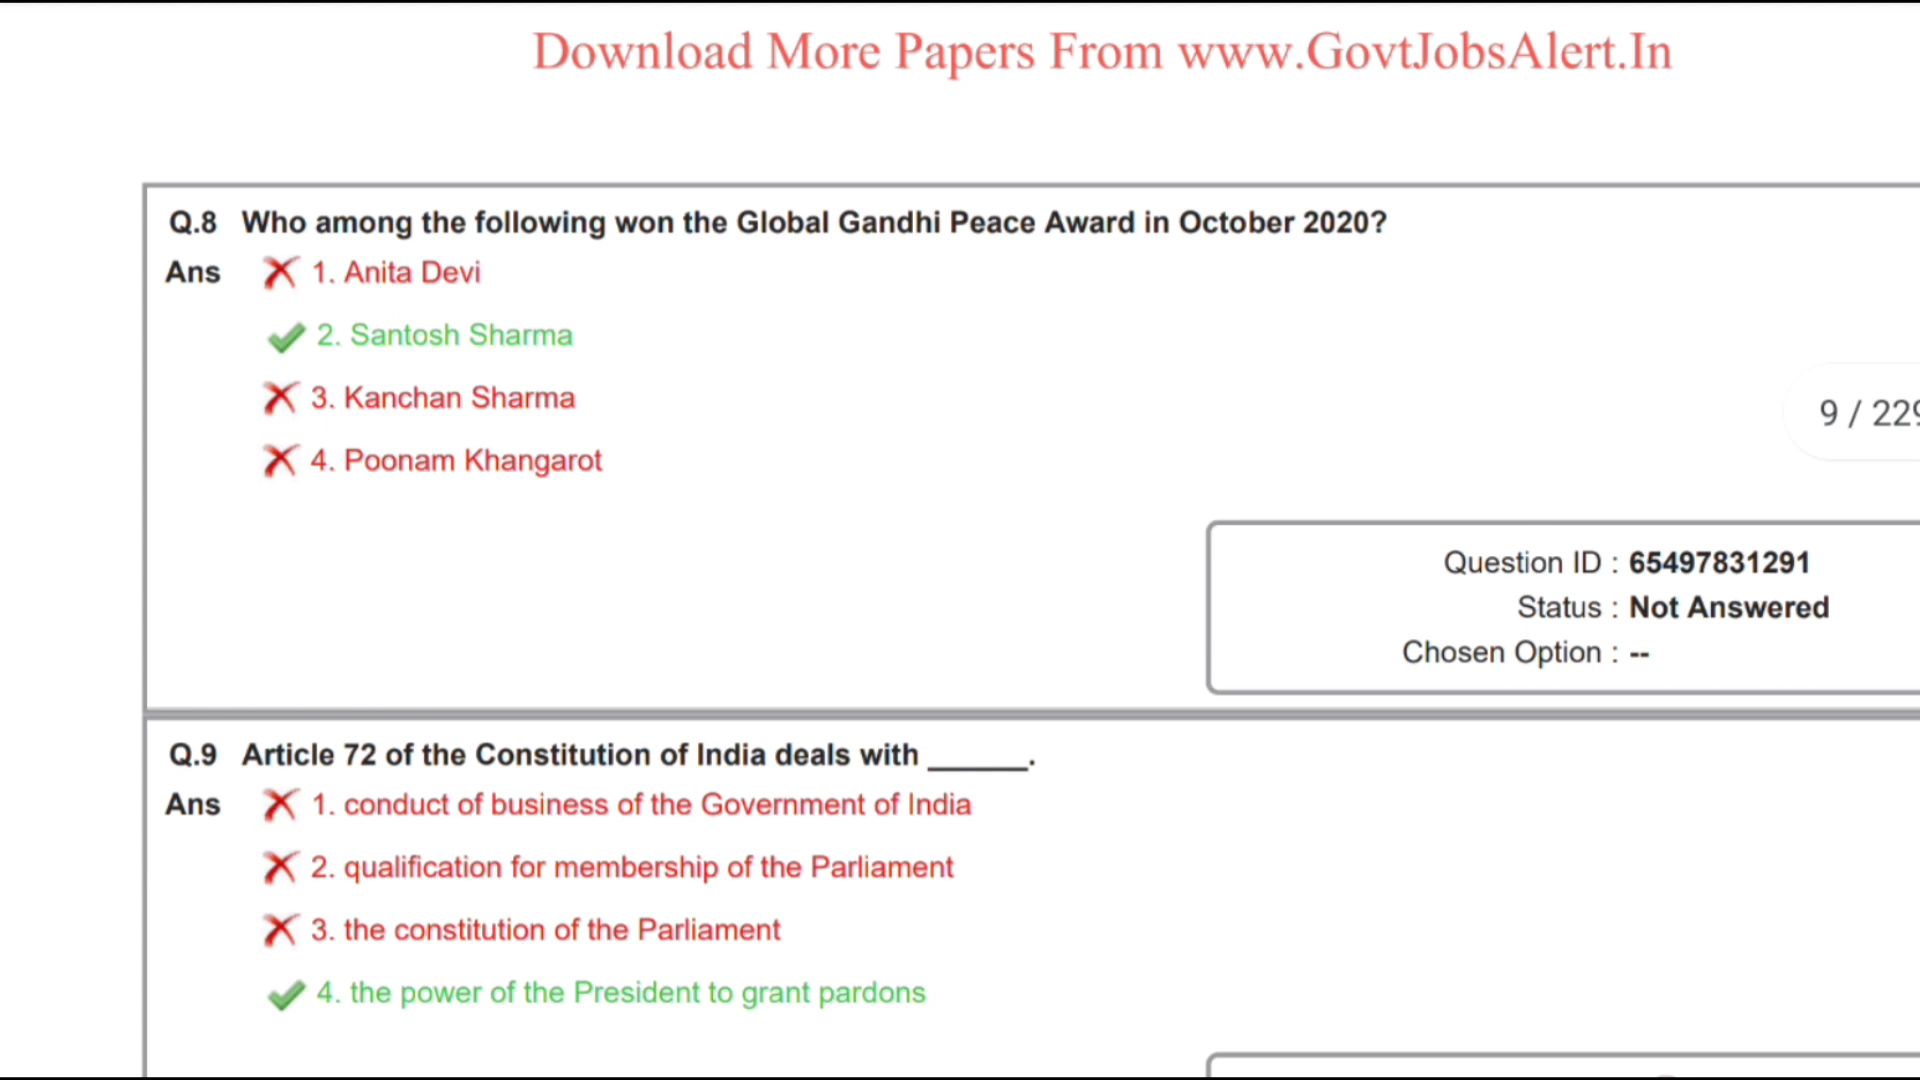 Download More Papers From www.GovtJobsAlert.In
Q.8 Who among the following won the Global Gandhi Peace Award in October 2020?
Ans 1. Anita Devi
2. Santosh Sharma
3. Kanchan Sharma
9 / 229
4. Poonam Khangarot
Question ID : 65497831291
Status : Not Answered
Chosen Option : --
Q.9 Article 72 of the Constitution of India deals with ______.
Ans 1. conduct of business of the Government of India
2. qualification for membership of the Parliament
3. the constitution of the Parliament
4. the power of the President to grant pardons